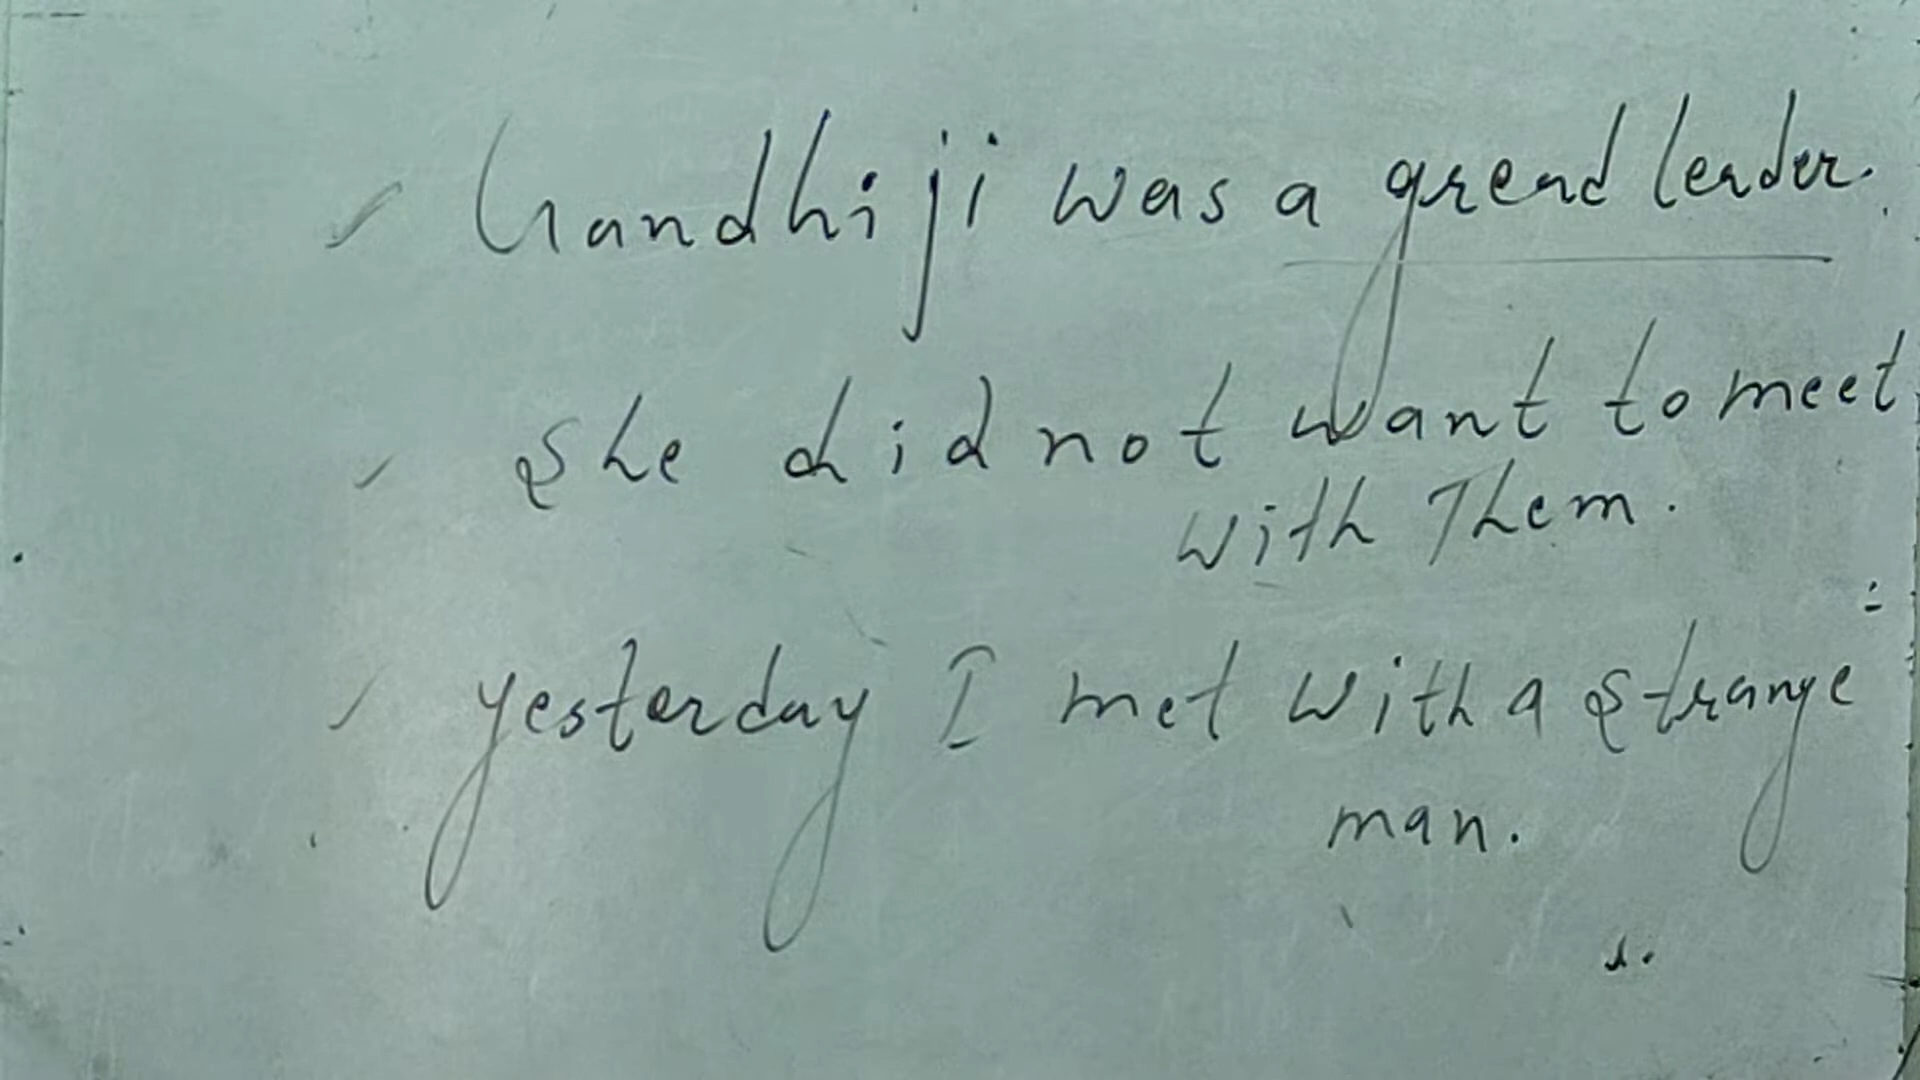 Gandhiji was a grend leader.
She did not want to meet
with Them.
yesterday I met with a strange
man.